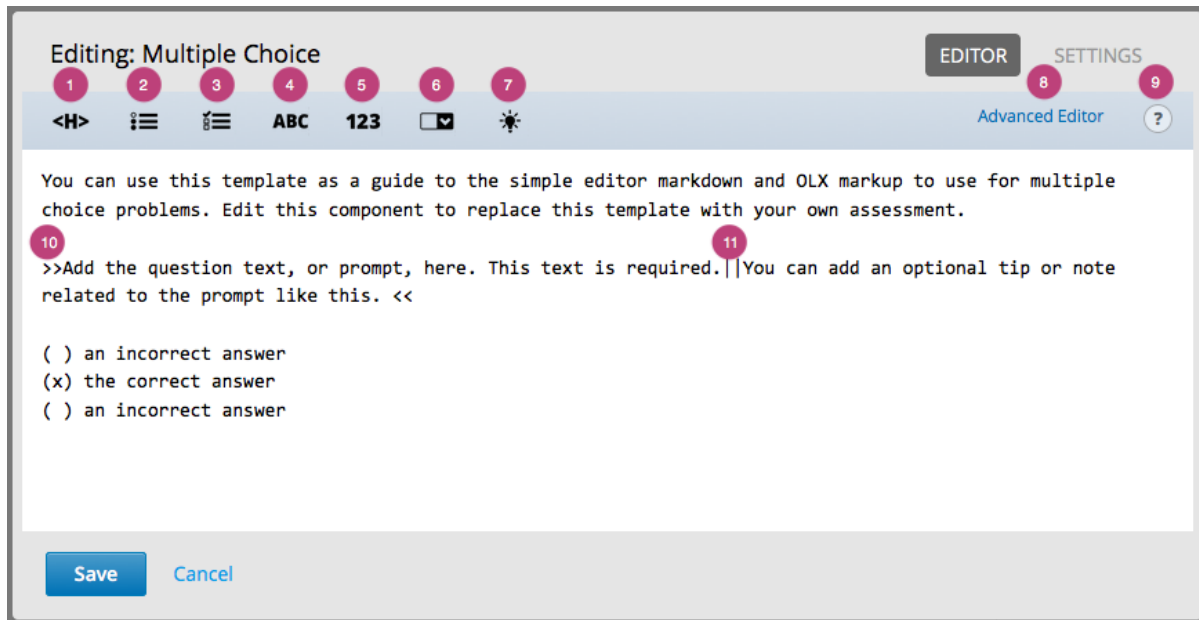 Editing: Multiple Choice
EDITOR
SETTINGS
1 2 3 4 5 6 7 8 9
<H>
ABC
123
Advanced Editor
?
You can use this template as a guide to the simple editor markdown and OLX markup to use for multiple
choice problems. Edit this component to replace this template with your own assessment.
10 11
>>Add the question text, or prompt, here. This text is required.||You can add an optional tip or note
related to the prompt like this. <<
( ) an incorrect answer
(x) the correct answer
( ) an incorrect answer
Save
Cancel